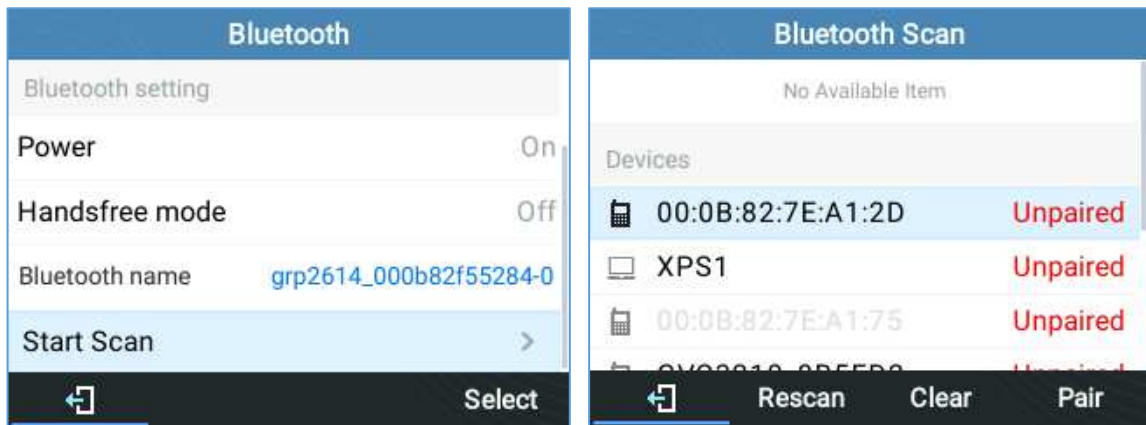 Bluetooth
Bluetooth setting
Power On
Handsfree mode Off
Bluetooth name grp2614_000b82f55284-0
Start Scan >
Select
Bluetooth Scan
No Available Item
Devices
00:0B:82:7E:A1:2D Unpaired
XPS1 Unpaired
00:0B:82:7E:A1:75 Unpaired
Rescan Clear Pair